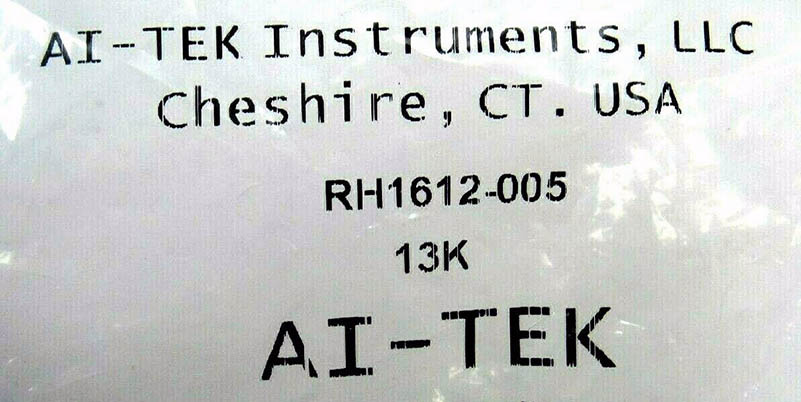 AI-TEK Instruments, LLC
Cheshire, CT. USA
RH1612-005
13K
AI-TEK